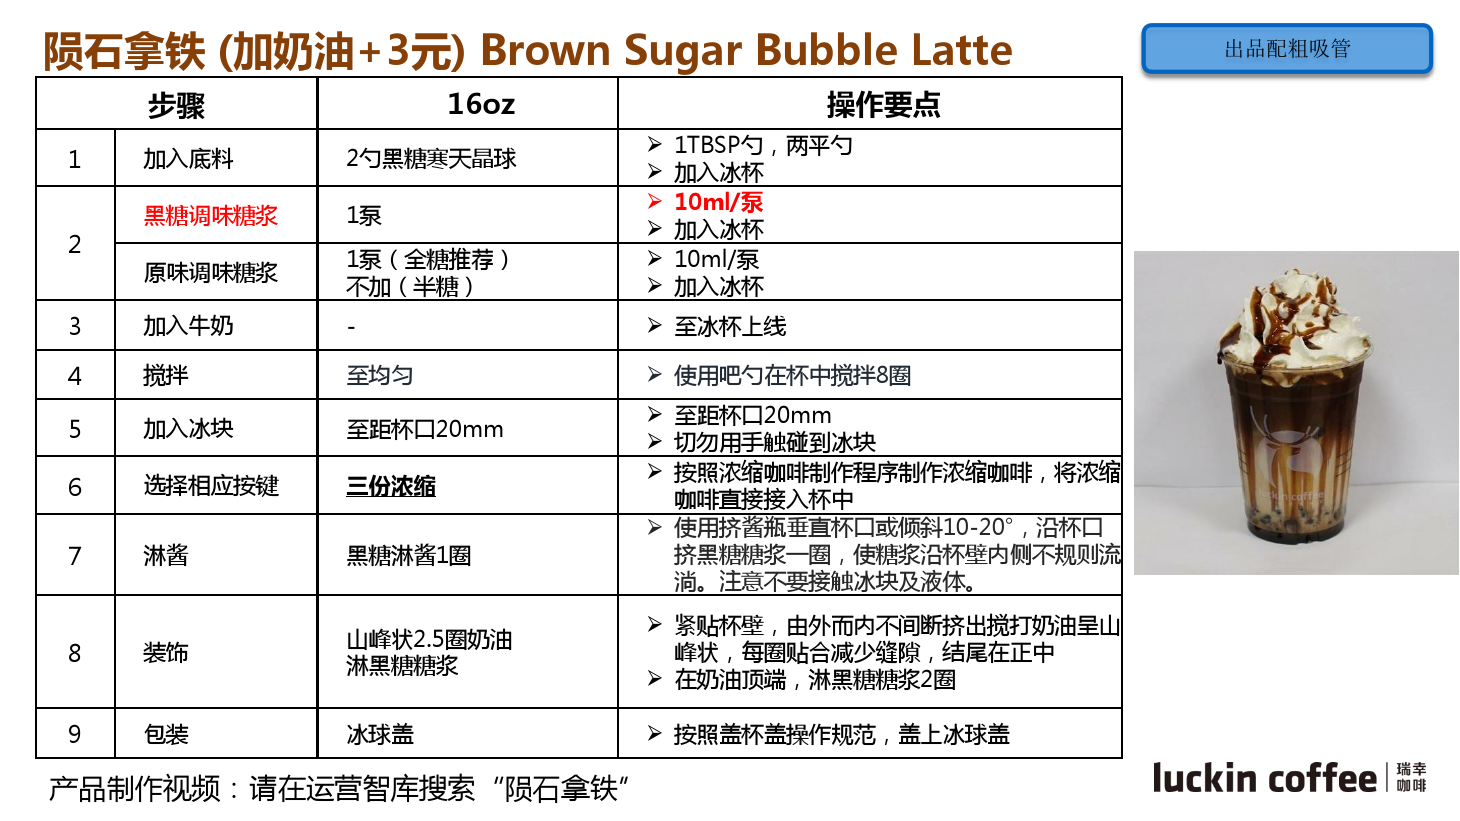 陨石拿铁 (加奶油+3元) Brown Sugar Bubble Latte
出品配粗吸管
步骤 16oz 操作要点
1 加入底料 2勺黑糖寒天晶球
1TBSP勺，两平勺
加入冰杯
2
黑糖调味糖浆 1泵
10ml/泵
加入冰杯
原味调味糖浆
1泵（全糖推荐）
不加（半糖）
10ml/泵
加入冰杯
3 加入牛奶 - 至冰杯上线
4 搅拌 至均匀 使用吧勺在杯中搅拌8圈
5 加入冰块 至距杯口20mm
至距杯口20mm
切勿用手触碰到冰块
6 选择相应按键 三份浓缩
按照浓缩咖啡制作程序制作浓缩咖啡，将浓缩
咖啡直接接入杯中
7 淋酱 黑糖淋酱1圈
使用挤酱瓶垂直杯口或倾斜10-20°，沿杯口
挤黑糖糖浆一圈，使糖浆沿杯壁内侧不规则流
淌。注意不要接触冰块及液体。
8 装饰
山峰状2.5圈奶油
淋黑糖糖浆
紧贴杯壁，由外而内不间断挤出搅打奶油呈山
峰状，每圈贴合减少缝隙，结尾在正中
在奶油顶端，淋黑糖糖浆2圈
9 包装 冰球盖 按照盖杯盖操作规范，盖上冰球盖
产品制作视频：请在运营智库搜索“陨石拿铁”
luckin coffee
luckin coffee 瑞幸
咖啡